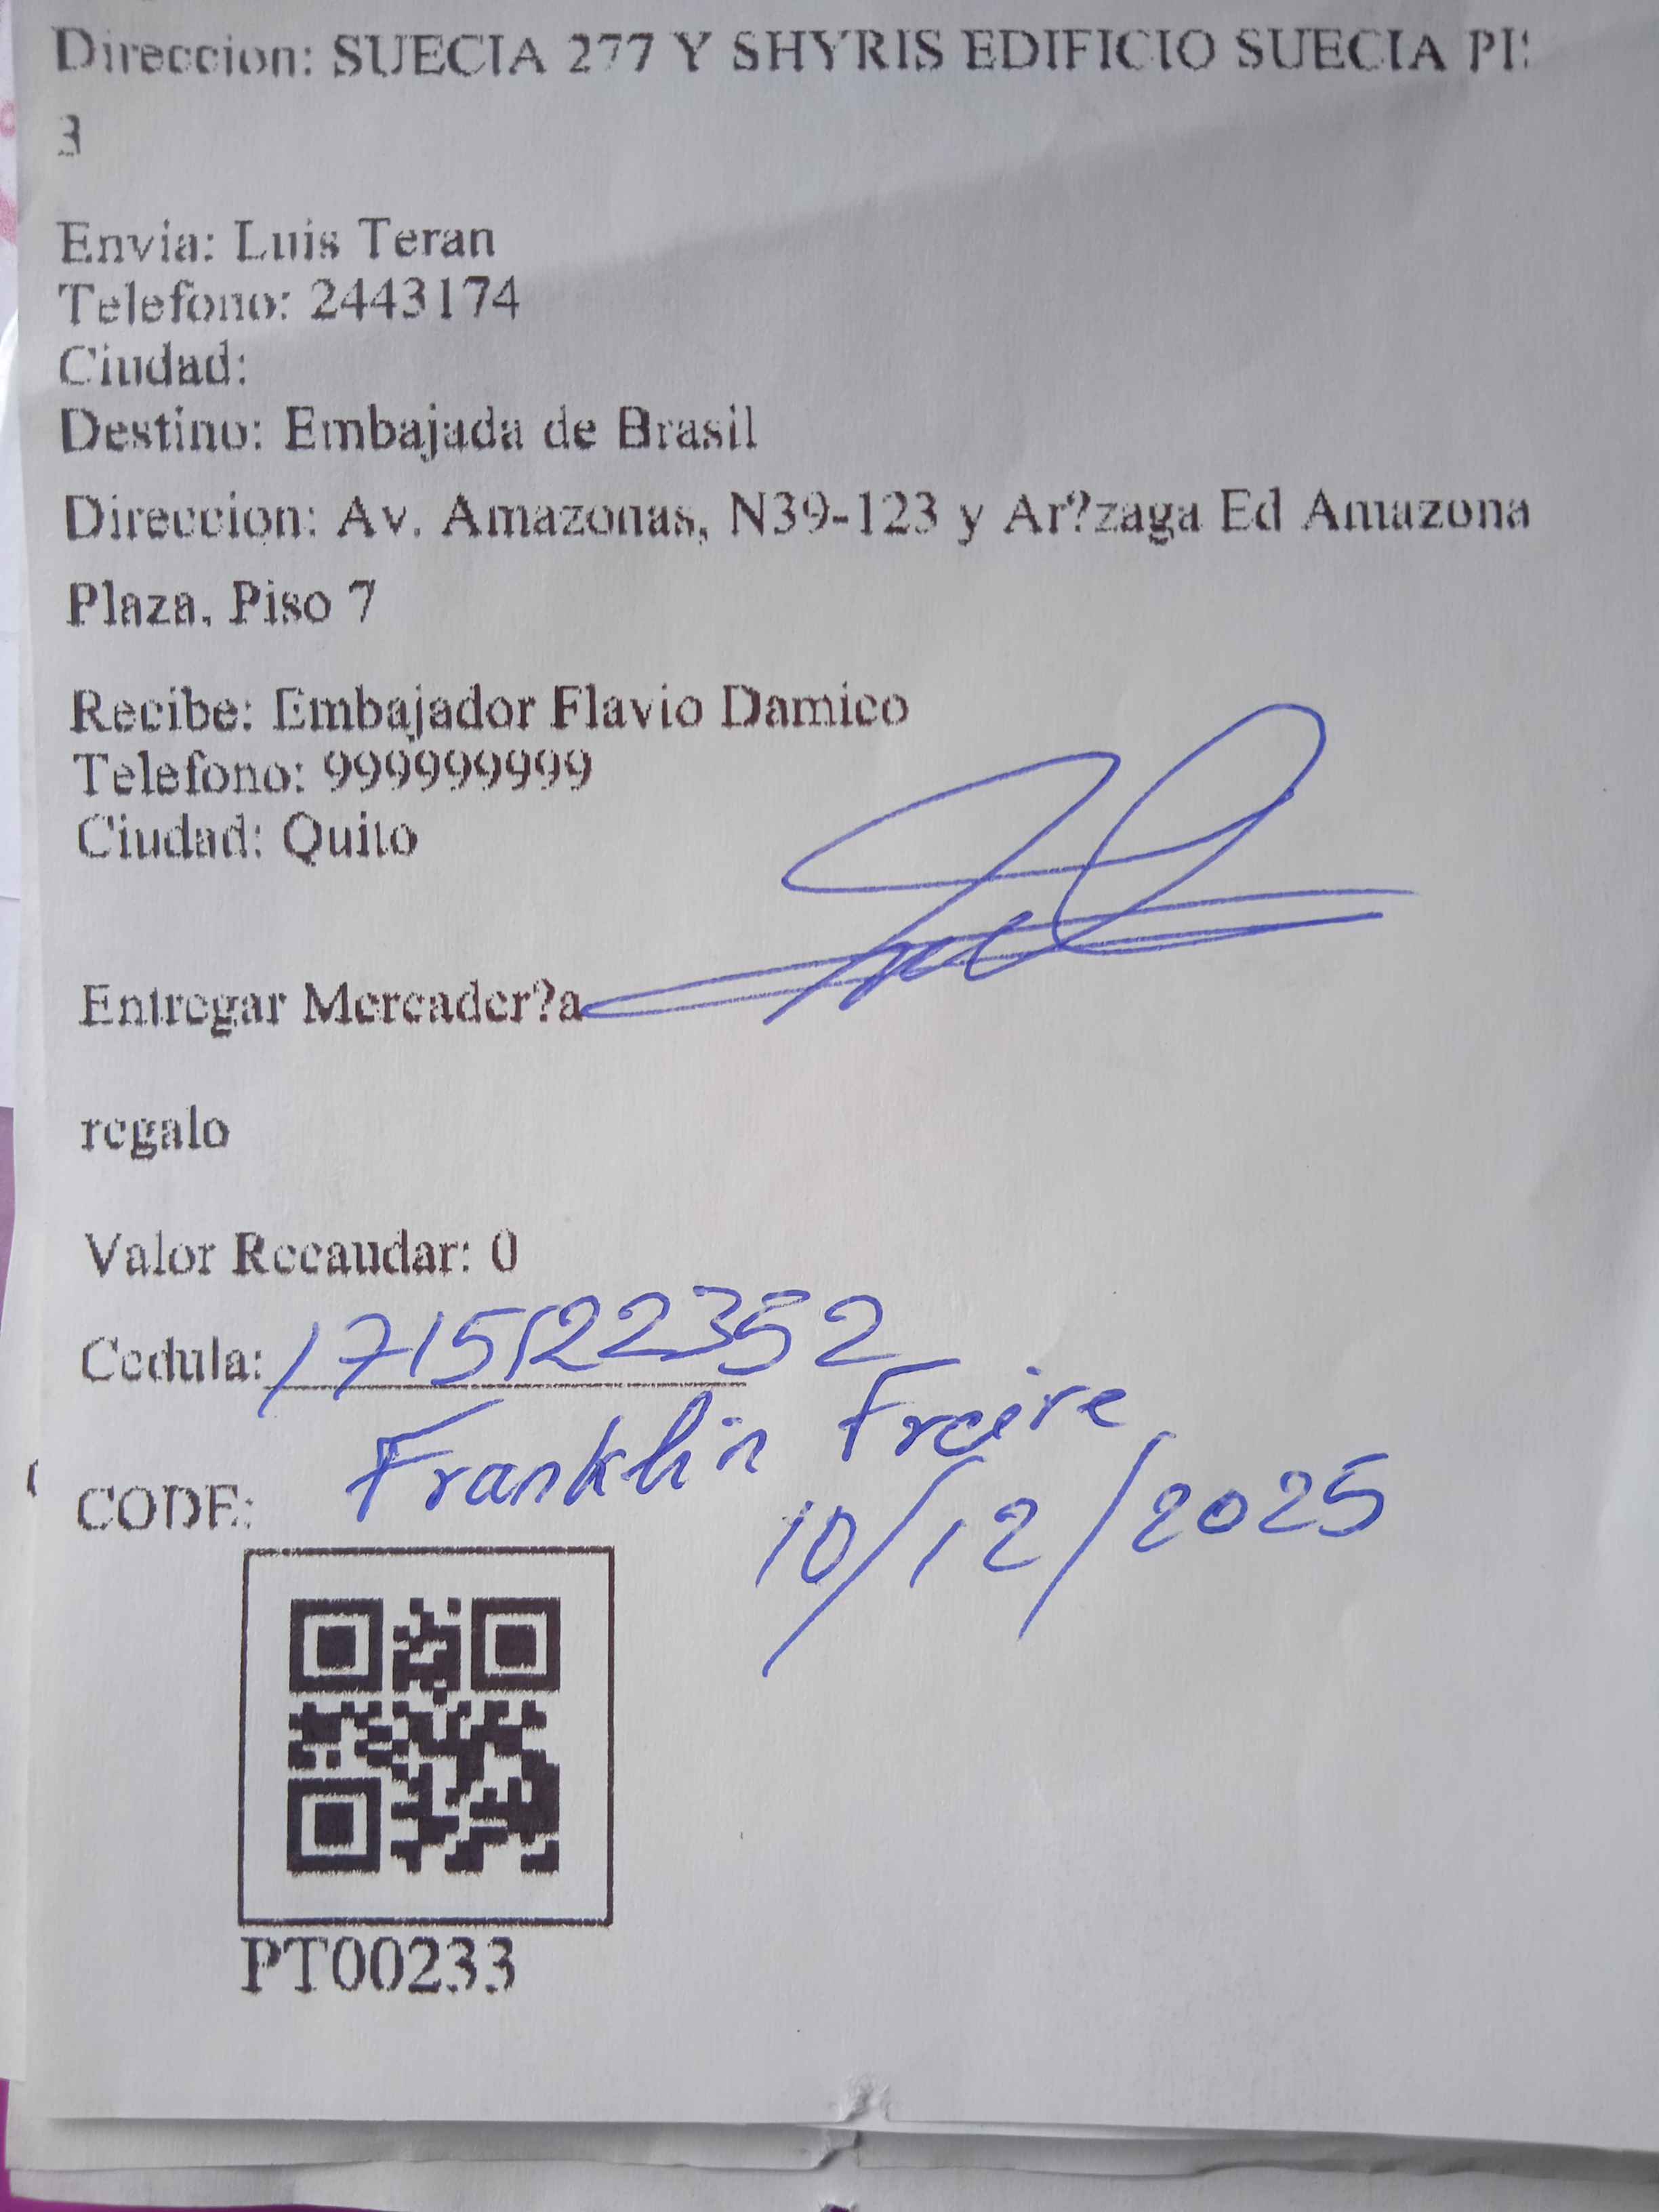 Direccion: SUECIA 277 Y SHYRIS EDIFICIO SUECIA PI
3
Envia: Luis Teran
Telefono: 2443174
Ciudad:
Destino: Embajada de Brasil
Direccion: Av. Amazonas, N39-123 y Ar?zaga Ed Amazona
Plaza, Piso 7
Recibe: Embajador Flavio Damico
Telefono: 999999999
Ciudad: Quito
Entregar Mercader?a
regalo
Valor Recaudar: 0
Cedula: 1715122352
Franklin Freire
CODE:
10/12/2025
PT00233